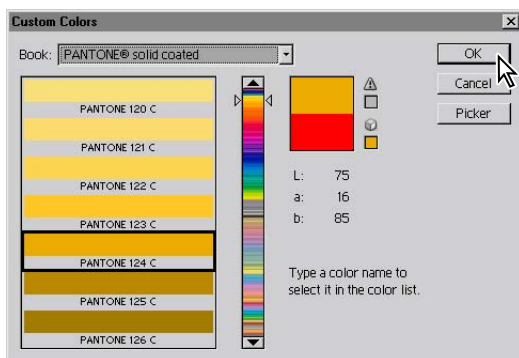 Custom Colors
Book: PANTONE® solid coated
OK
Cancel
Picker
PANTONE 120 C
PANTONE 121 C
PANTONE 122 C
PANTONE 123 C
PANTONE 124 C
PANTONE 125 C
PANTONE 126 C
L: 75
a: 16
b: 85
Type a color name to
select it in the color list.